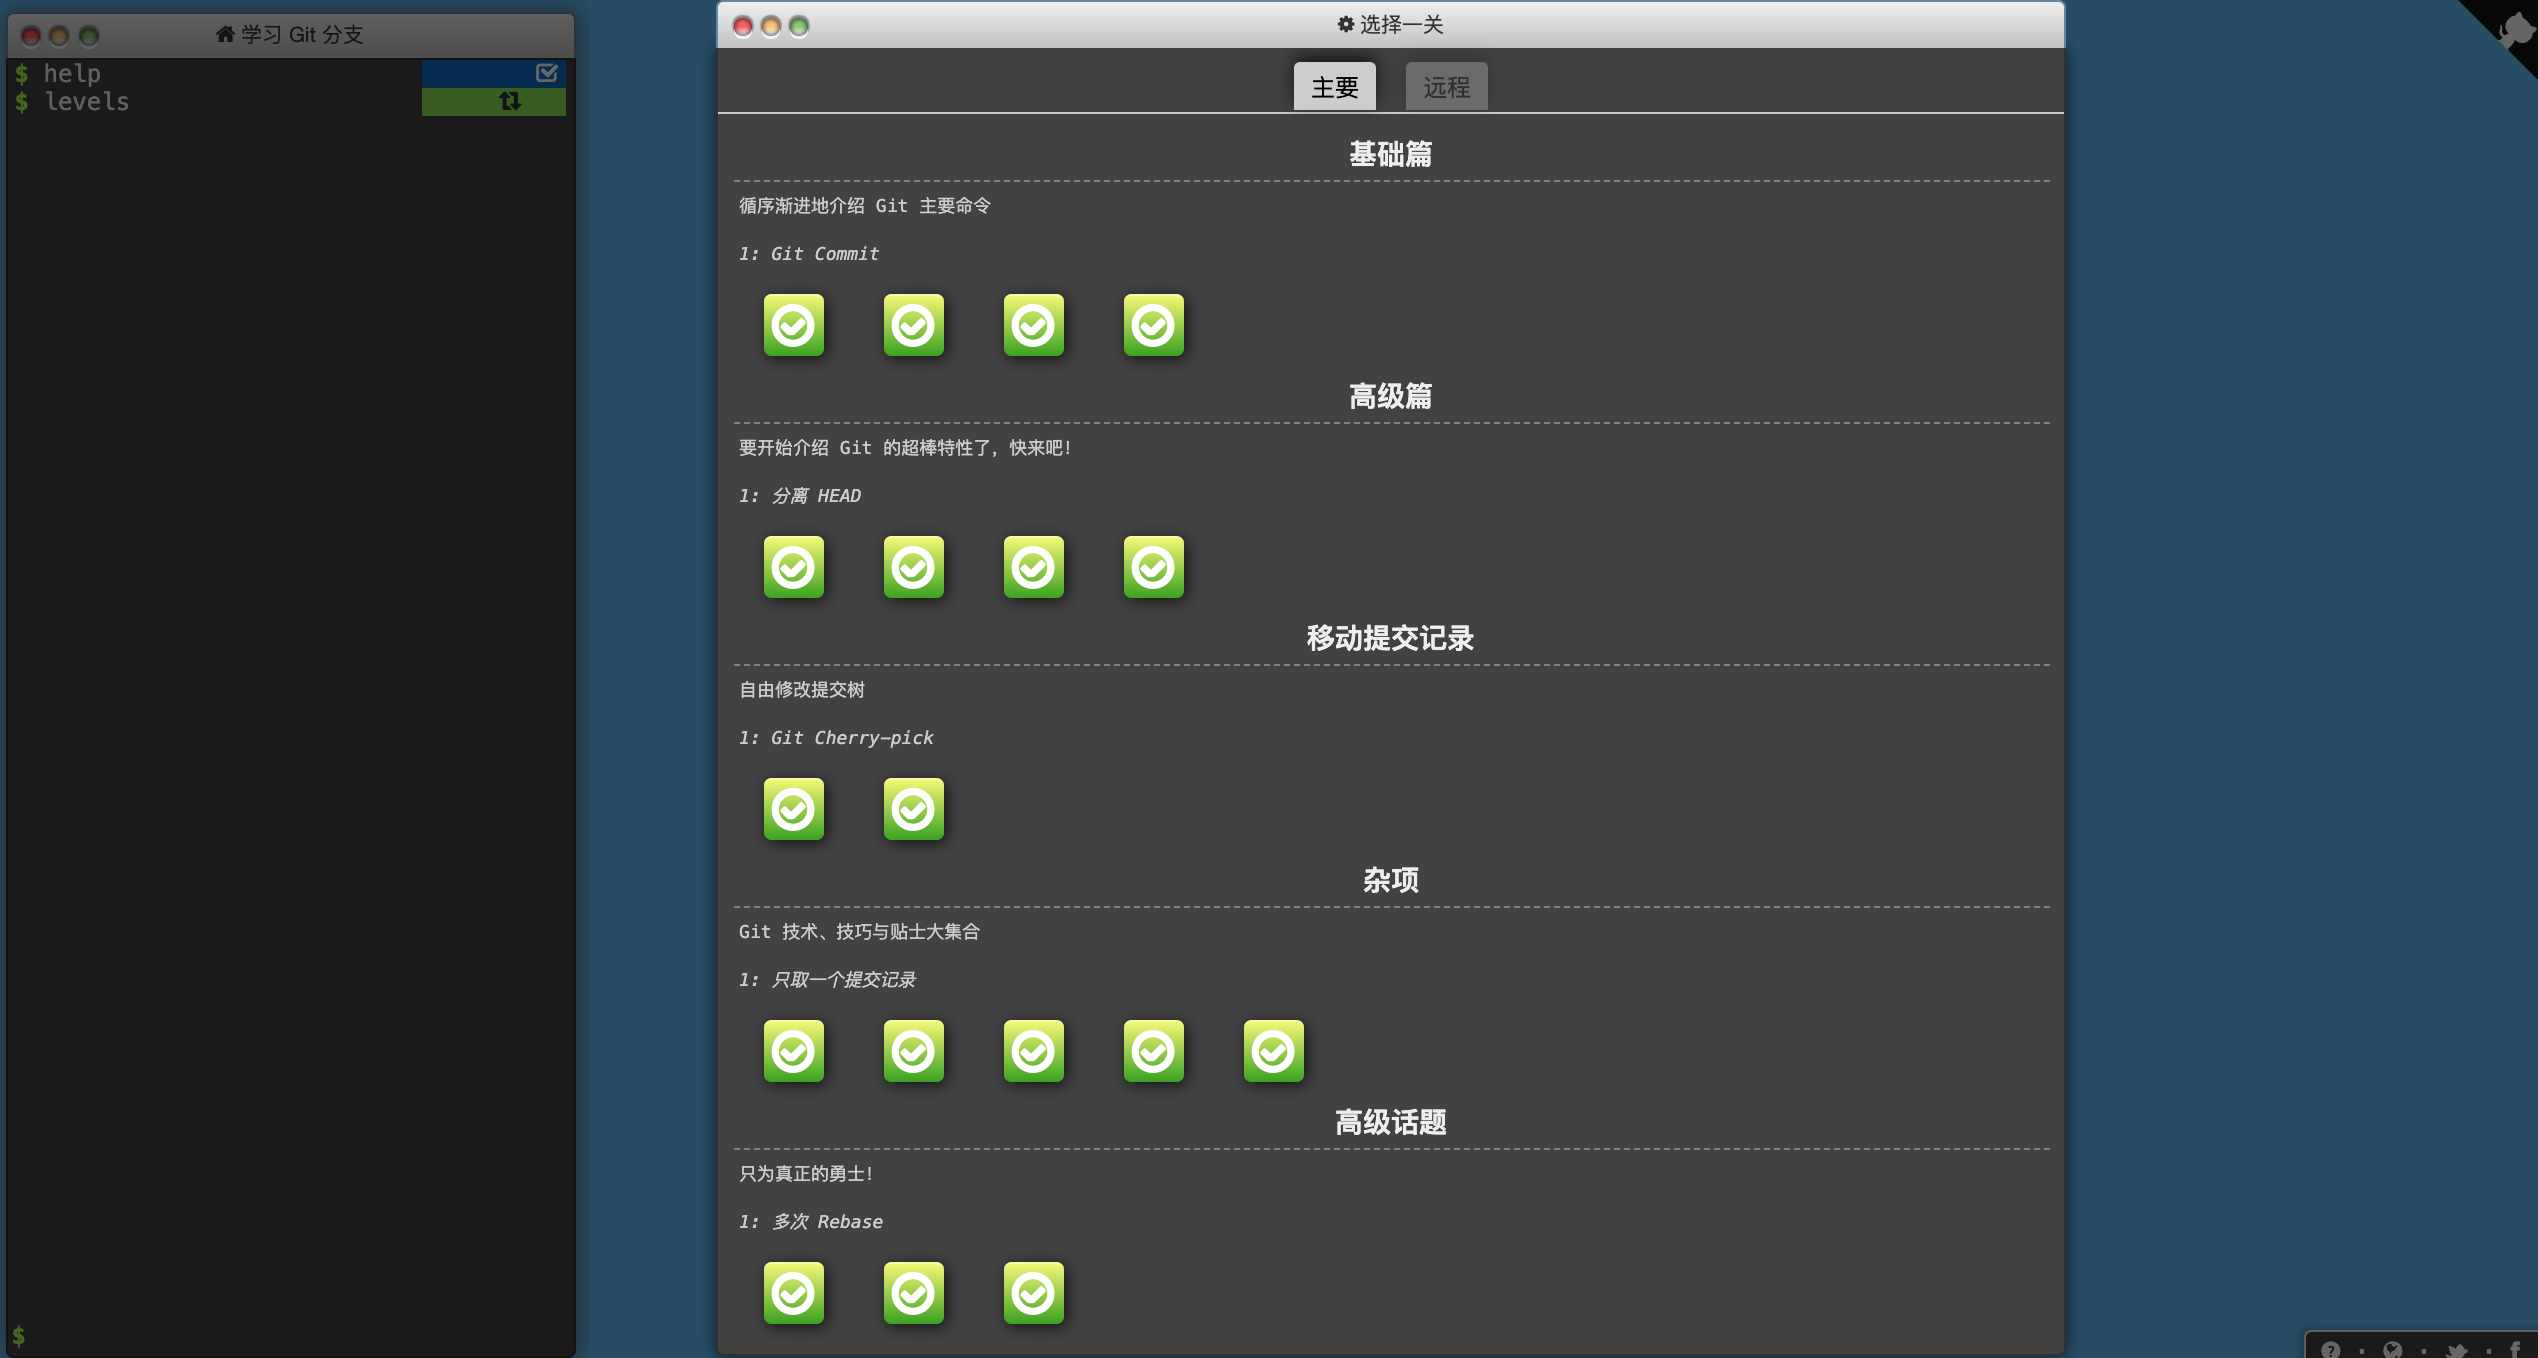 学习 Git 分支
$ help
$ levels
$
选择一关
主要
远程
基础篇
循序渐进地介绍 Git 主要命令
1: Git Commit
高级篇
要开始介绍 Git 的超棒特性了，快来吧！
1: 分离 HEAD
移动提交记录
自由修改提交树
1: Git Cherry-pick
杂项
Git 技术、技巧与贴士大集合
1: 只取一个提交记录
高级话题
只为真正的勇士！
1: 多次 Rebase